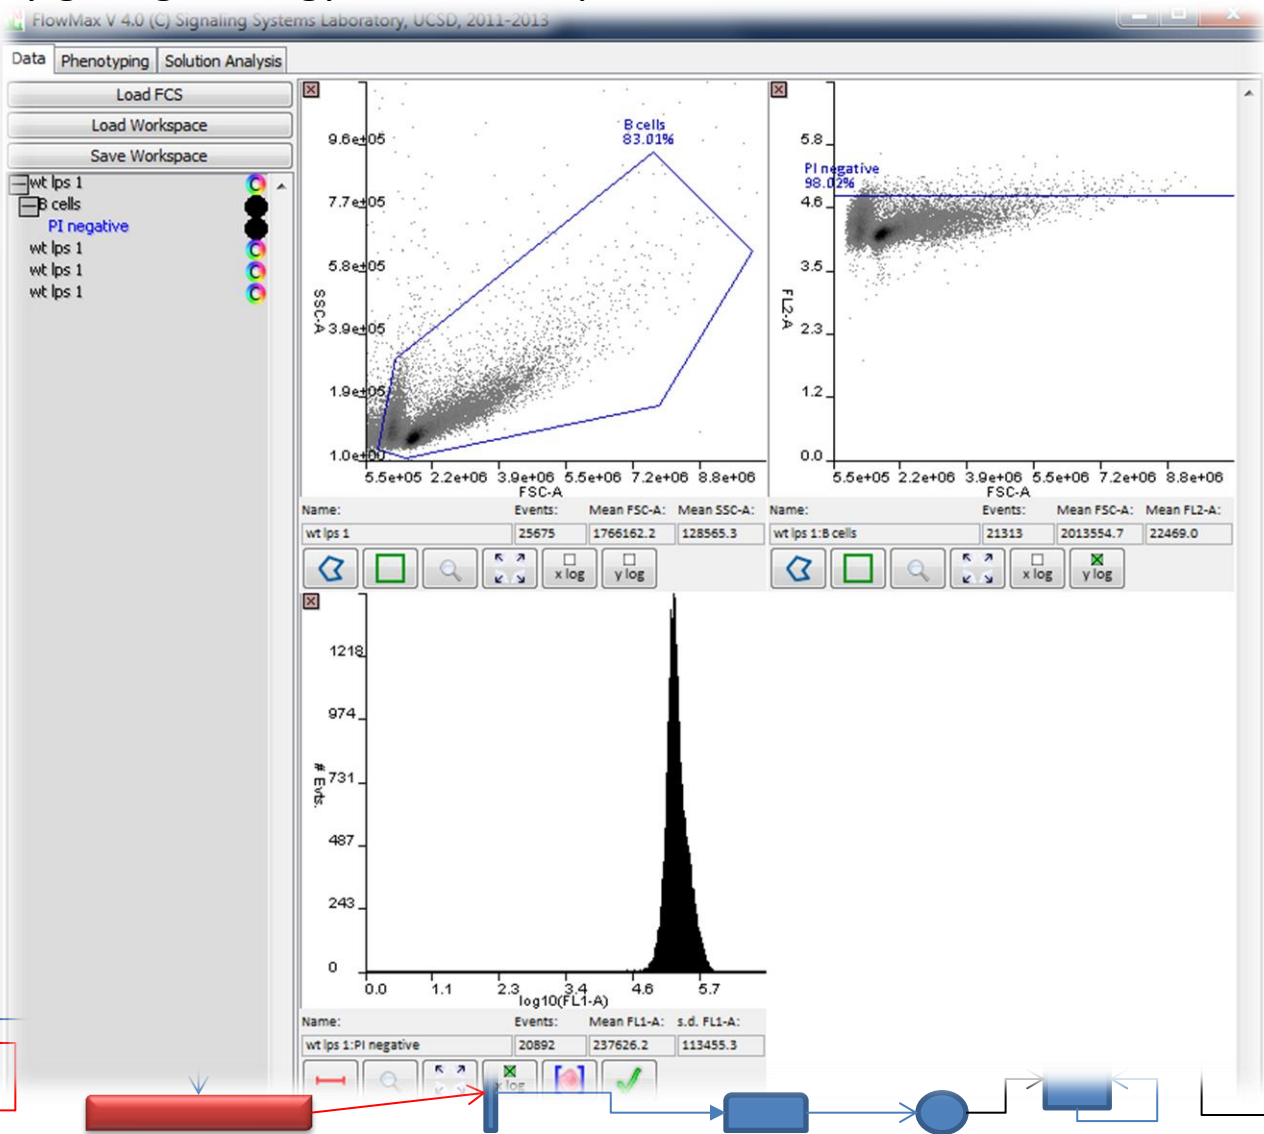 FlowMax V 4.0 (C) Signaling Systems Laboratory, UCSD, 2011-2013
Data Phenotyping Solution Analysis
Load FCS
Load Workspace
Save Workspace
wt lps 1
B cells
PI negative
wt lps 1
wt lps 1
wt lps 1
B cells
83.01%
9.6e+05
7.7e+05
5.8e+05
3.9e+05
1.9e+05
1.0e+00
SSC-A
5.5e+05 2.2e+06 3.9e+06 5.5e+06 7.2e+06 8.8e+06
FSC-A
Name: Events: Mean FSC-A: Mean SSC-A:
wt lps 1 25675 1766162.2 128565.3
x log y log
PI negative
98.02%
5.8
4.6
3.5
2.3
1.2
0.0
FL2-A
5.5e+05 2.2e+06 3.9e+06 5.5e+06 7.2e+06 8.8e+06
FSC-A
Name: Events: Mean FSC-A: Mean FL2-A:
wt lps 1:B cells 21313 2013554.7 22469.0
x log y log
1218
974
731
487
243
0
# Evts.
0.0 1.1 2.3 3.4 4.6 5.7
log10(FL1-A)
Name: Events: Mean FL1-A: s.d. FL1-A:
wt lps 1:PI negative 20892 237626.2 113455.3
x log